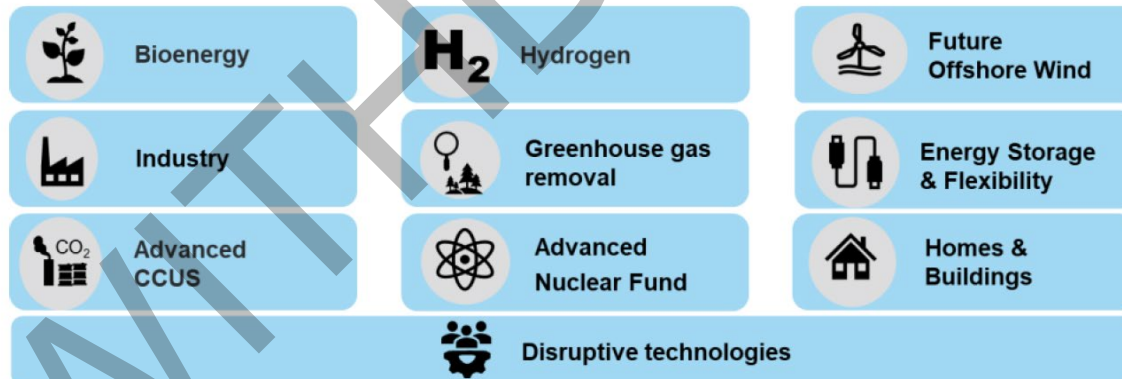 Bioenergy
H2
Hydrogen
Future
Offshore Wind
Industry
Greenhouse gas
removal
Energy Storage
& Flexibility
CO2
Advanced
CCUS
Advanced
Nuclear Fund
Homes &
Buildings
Disruptive technologies